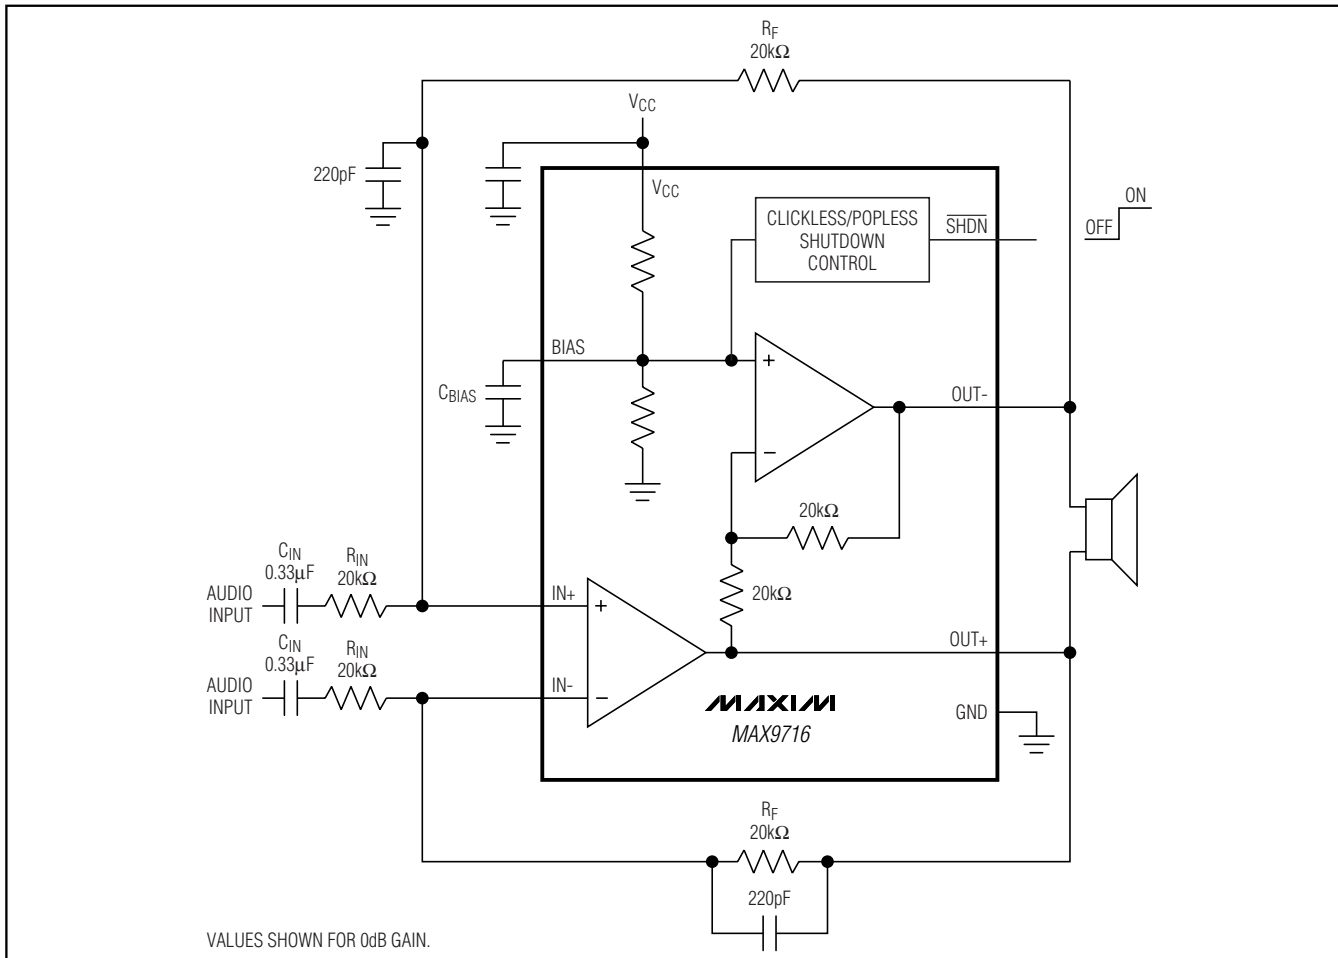 RF
20kΩ
VCC
220pF
VCC
CLICKLESS/POPLESS
SHUTDOWN
CONTROL
SHDN
ON
OFF
BIAS
+
CBIAS
OUT-
−
20kΩ
CIN
0.33μF
RIN
20kΩ
AUDIO
INPUT
IN+
+
20kΩ
CIN
0.33μF
RIN
20kΩ
OUT+
AUDIO
INPUT
IN-
−
MAXIM
MAX9716
GND
RF
20kΩ
220pF
VALUES SHOWN FOR 0dB GAIN.